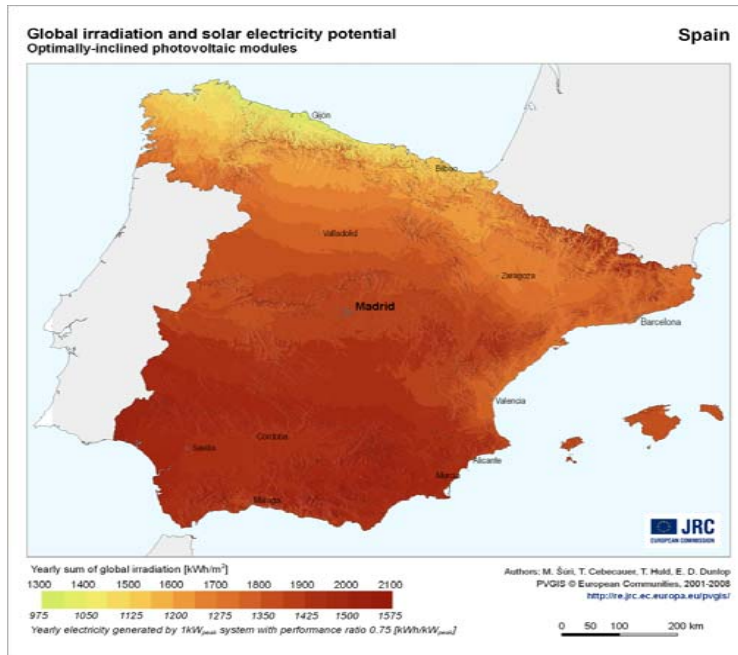 Global irradiation and solar electricity potential
Optimally-inclined photovoltaic modules
Spain
Gijón
Bilbao
Valladolid
Zaragoza
Madrid
Barcelona
Valencia
Córdoba
Sevilla
Alicante
Murcia
Málaga
JRC
EUROPEAN COMMISSION
Yearly sum of global irradiation [kWh/m²]
1300 1400 1500 1600 1700 1800 1900 2000 2100
975 1050 1125 1200 1275 1350 1425 1500 1575
Yearly electricity generated by 1kWpeak system with performance ratio 0.75 [kWh/kWpeak]
Authors: M. Šúri, T. Cebecauer, T. Huld, E. D. Dunlop
PVGIS © European Communities, 2001-2008
http://re.jrc.ec.europa.eu/pvgis/
0 50 100 200 km